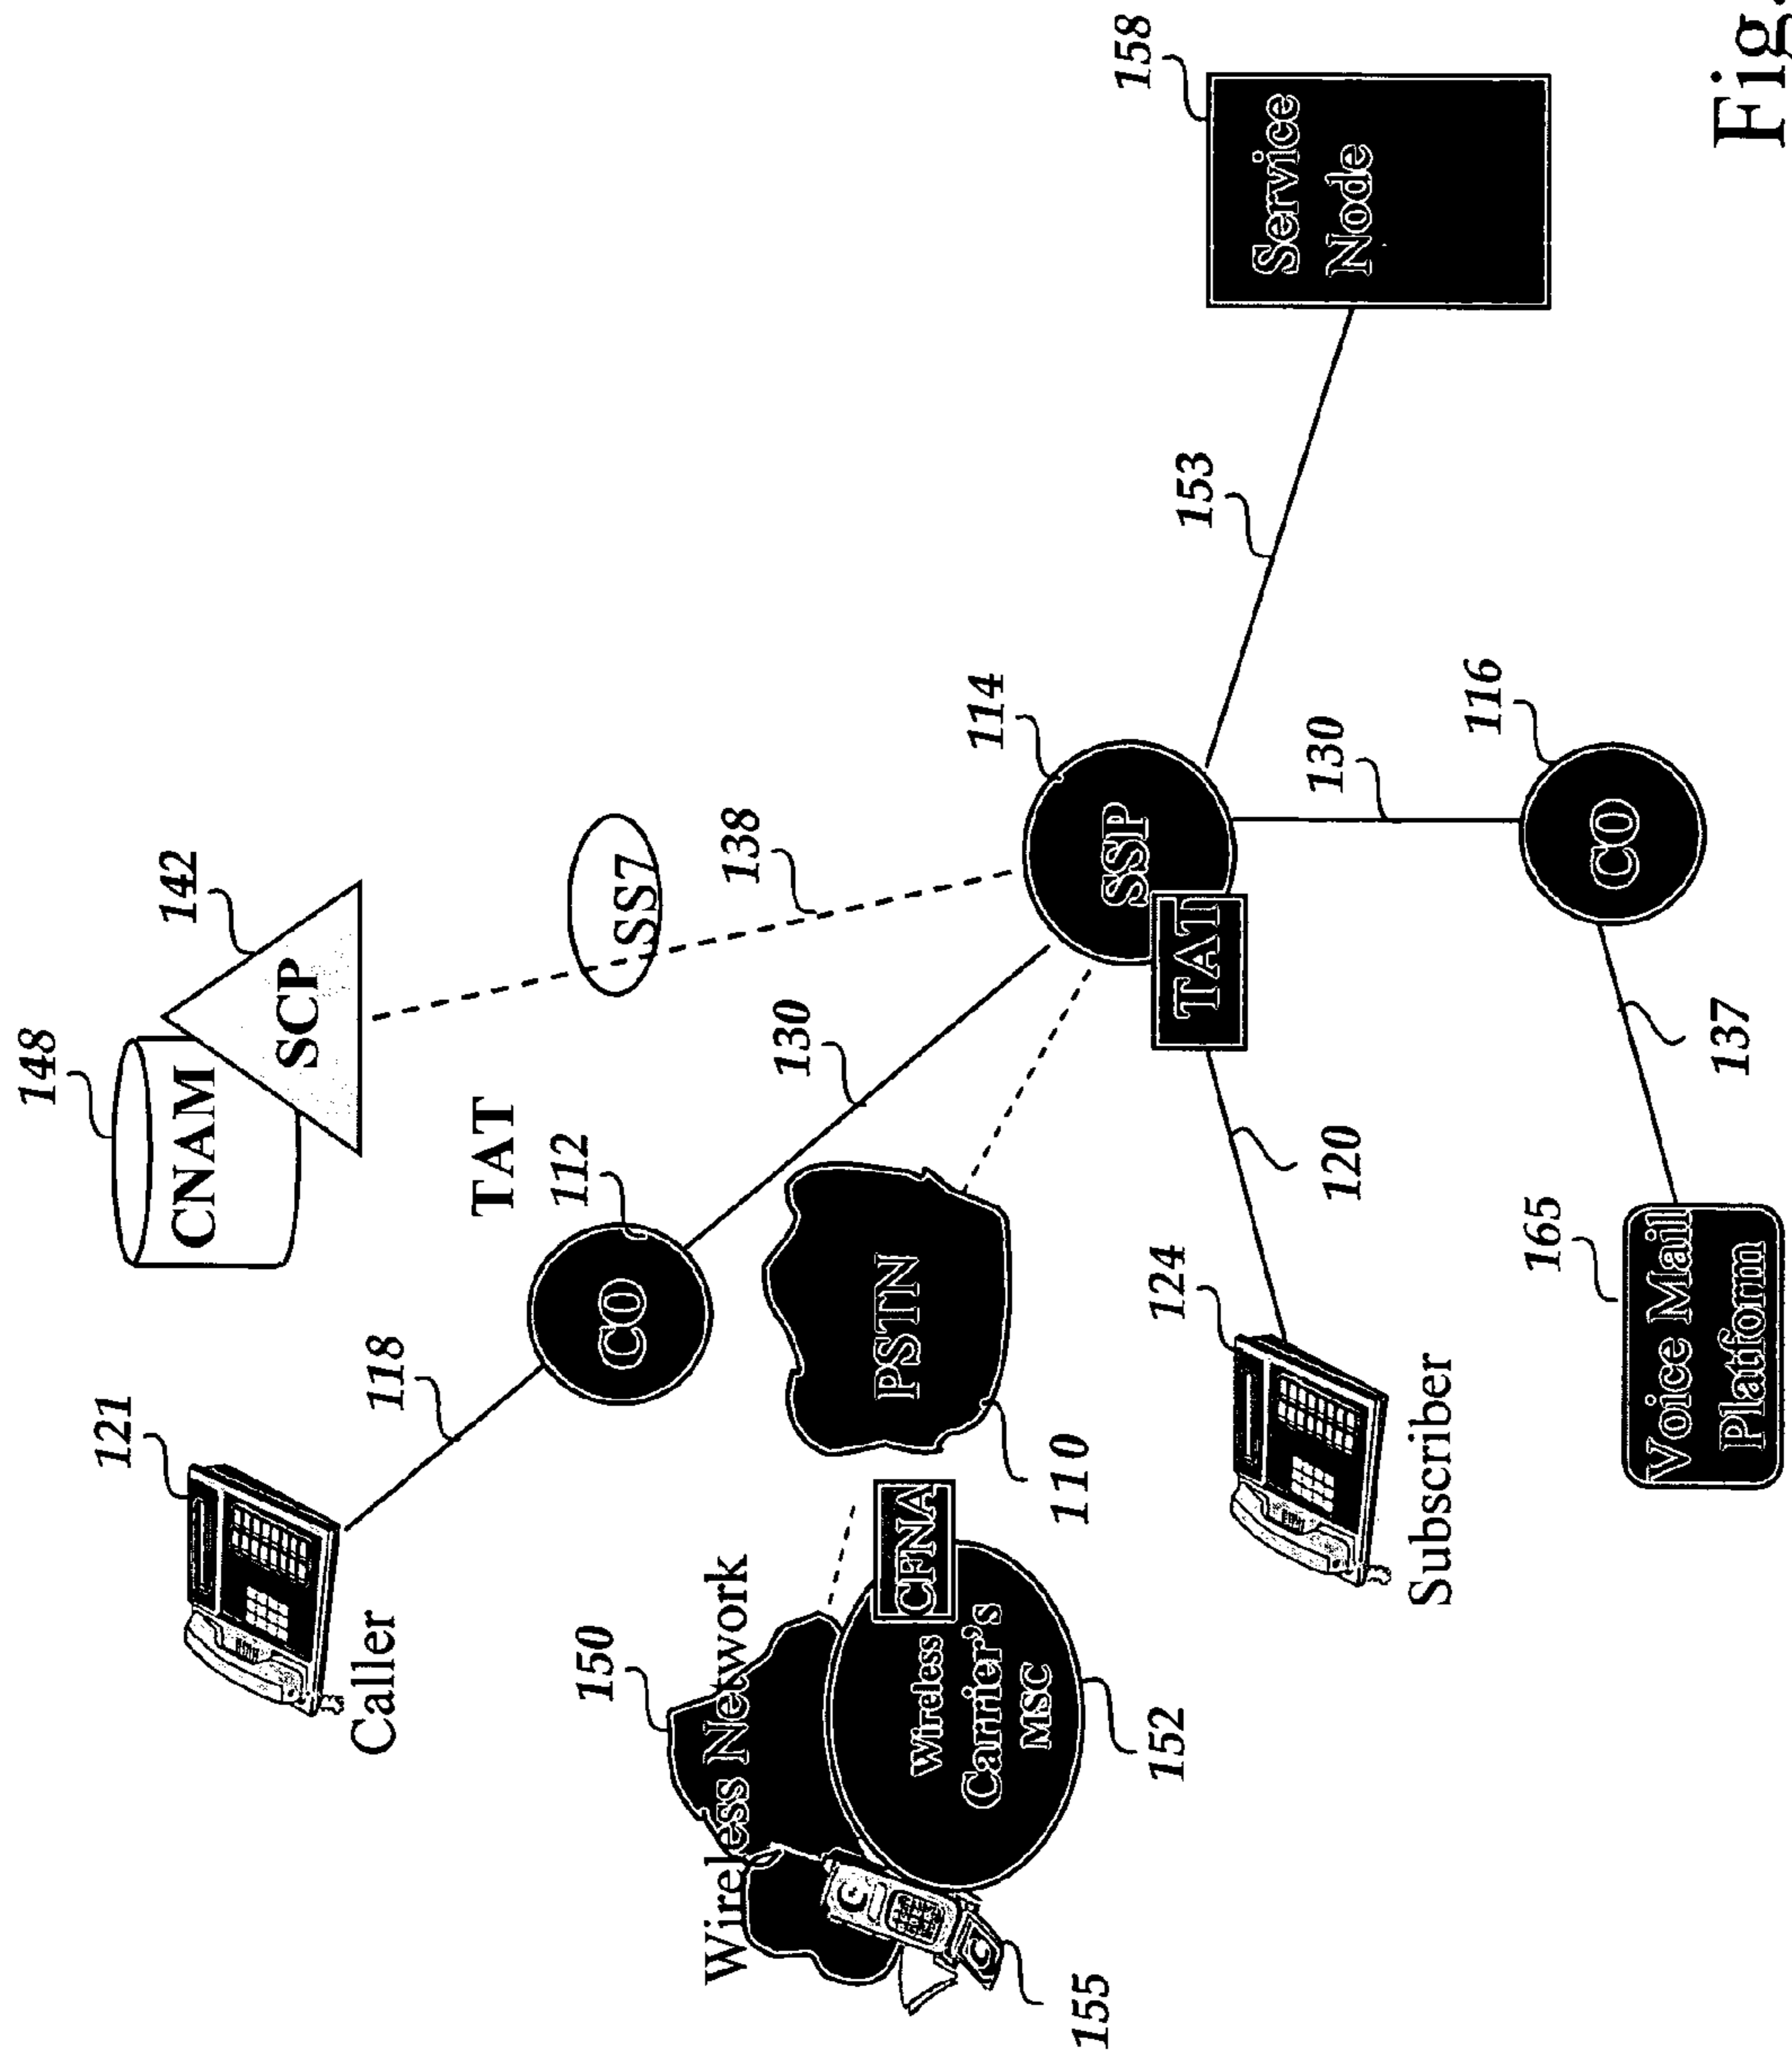 148
121
142
CNAM
SCP
Caller
118
TAT
112
150
CO
SS7
Wireless Network
138
130
PSTN
CFNA
Wireless
Carrier's
MSC
114
110
155
SSP
158
152
124
TAT
153
Service
Node
130
120
Subscriber
116
165
CO
Voice Mail
Platform
137
Fig.